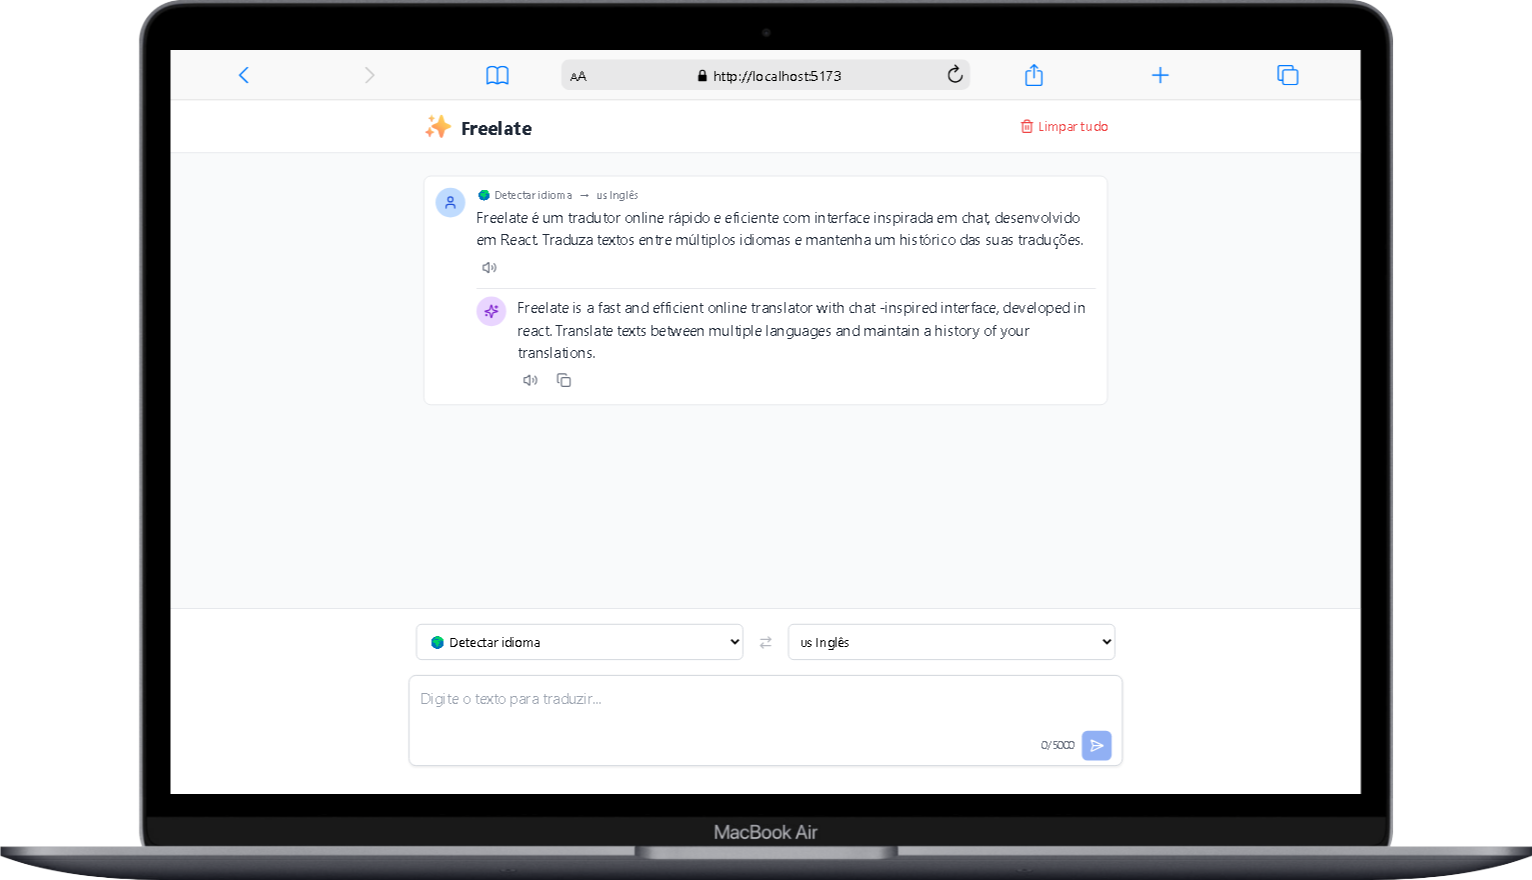 AA
http://localhost:5173
Freelate
Limpar tudo
Detectar idioma → us Inglês
Freelate é um tradutor online rápido e eficiente com interface inspirada em chat, desenvolvido
em React. Traduza textos entre múltiplos idiomas e mantenha um histórico das suas traduções.
Freelate is a fast and efficient online translator with chat -inspired interface, developed in
react. Translate texts between multiple languages and maintain a history of your
translations.
Detectar idioma
us Inglês
Digite o texto para traduzir...
0/5000
MacBook Air